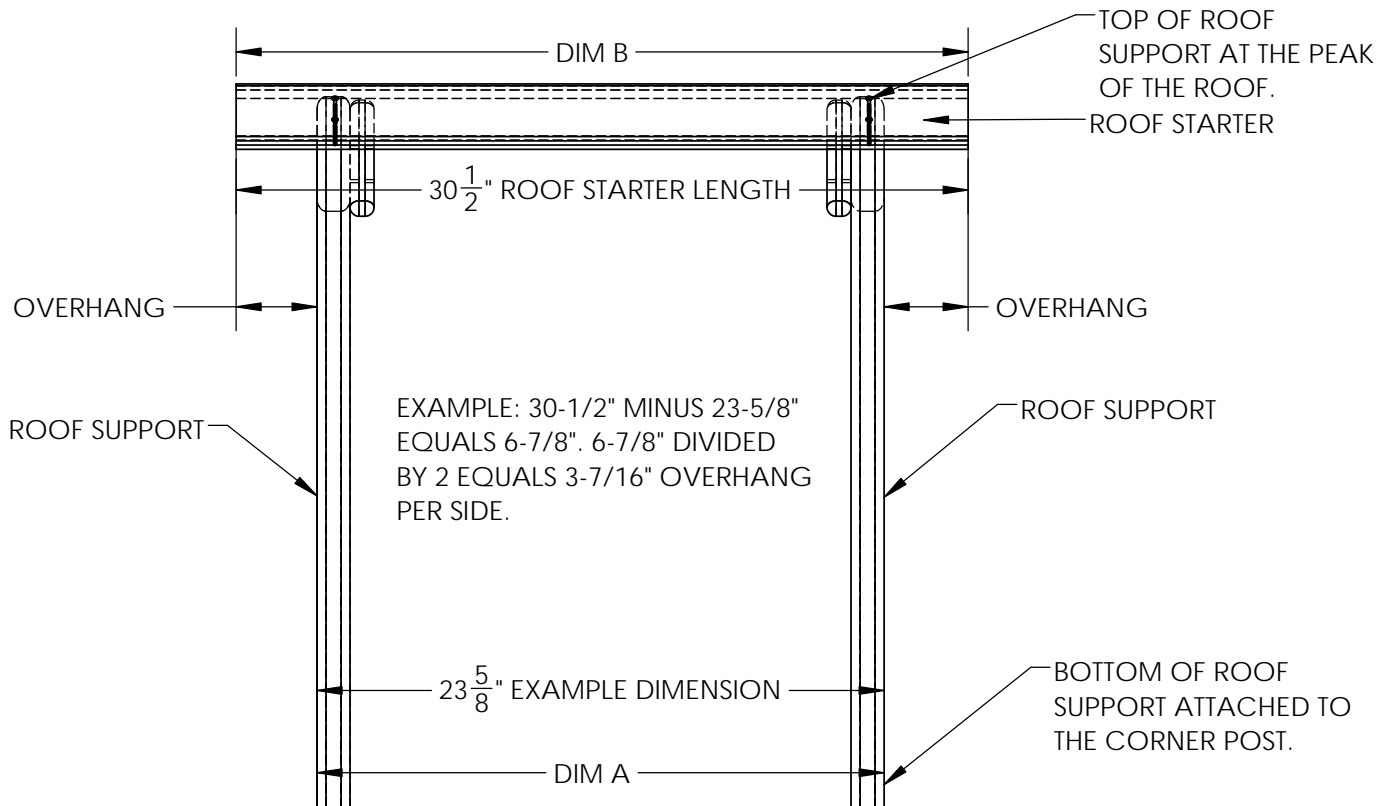 DIM B
TOP OF ROOF
SUPPORT AT THE PEAK
OF THE ROOF.
ROOF STARTER
30 1/2" ROOF STARTER LENGTH
OVERHANG
OVERHANG
EXAMPLE: 30-1/2" MINUS 23-5/8"
EQUALS 6-7/8". 6-7/8" DIVIDED
BY 2 EQUALS 3-7/16" OVERHANG
PER SIDE.
ROOF SUPPORT
ROOF SUPPORT
23 5/8" EXAMPLE DIMENSION
BOTTOM OF ROOF
SUPPORT ATTACHED TO
THE CORNER POST.
DIM A